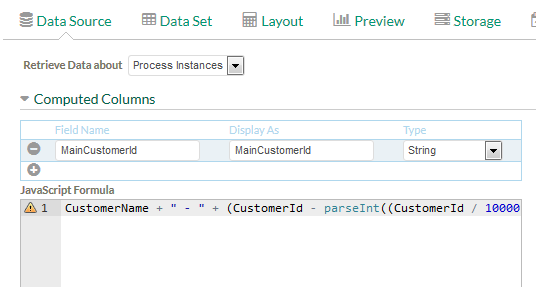 Data Source Data Set Layout Preview Storage
Retrieve Data about Process Instances
Computed Columns
Field Name Display As Type
MainCustomerId MainCustomerId String
JavaScript Formula
1 CustomerName + " - " + (CustomerId - parseInt((CustomerId / 10000